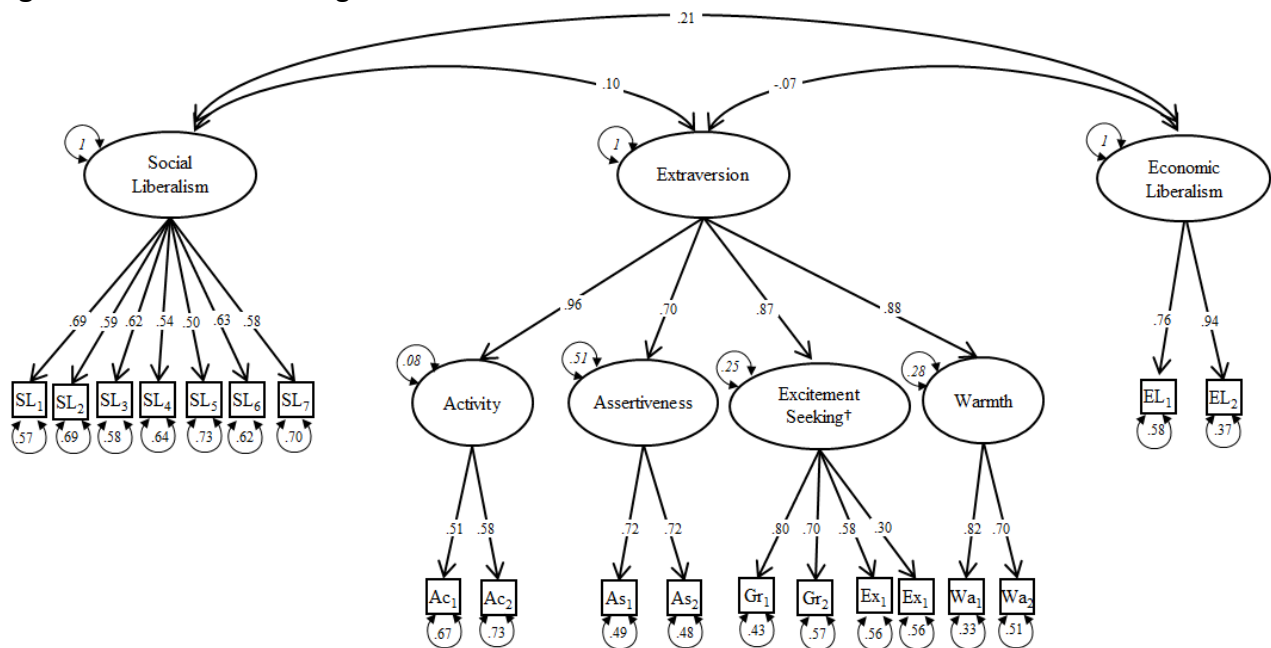 .21
.10
-.07
1
1
1
Social
Liberalism
Extraversion
Economic
Liberalism
.69
.59
.62
.54
.50
.63
.58
.96
.70
.87
.88
.76
.94
.08
.51
.25
.28
SL1
SL2
SL3
SL4
SL5
SL6
SL7
Activity
Assertiveness
Excitement
Seeking†
Warmth
EL1
EL2
.57
.69
.58
.64
.73
.62
.70
.58
.37
.51
.58
.72
.72
.80
.70
.58
.30
.82
.70
Ac1
Ac2
As1
As2
Gr1
Gr2
Ex1
Ex1
Wa1
Wa2
.67
.73
.49
.48
.43
.57
.56
.56
.33
.51